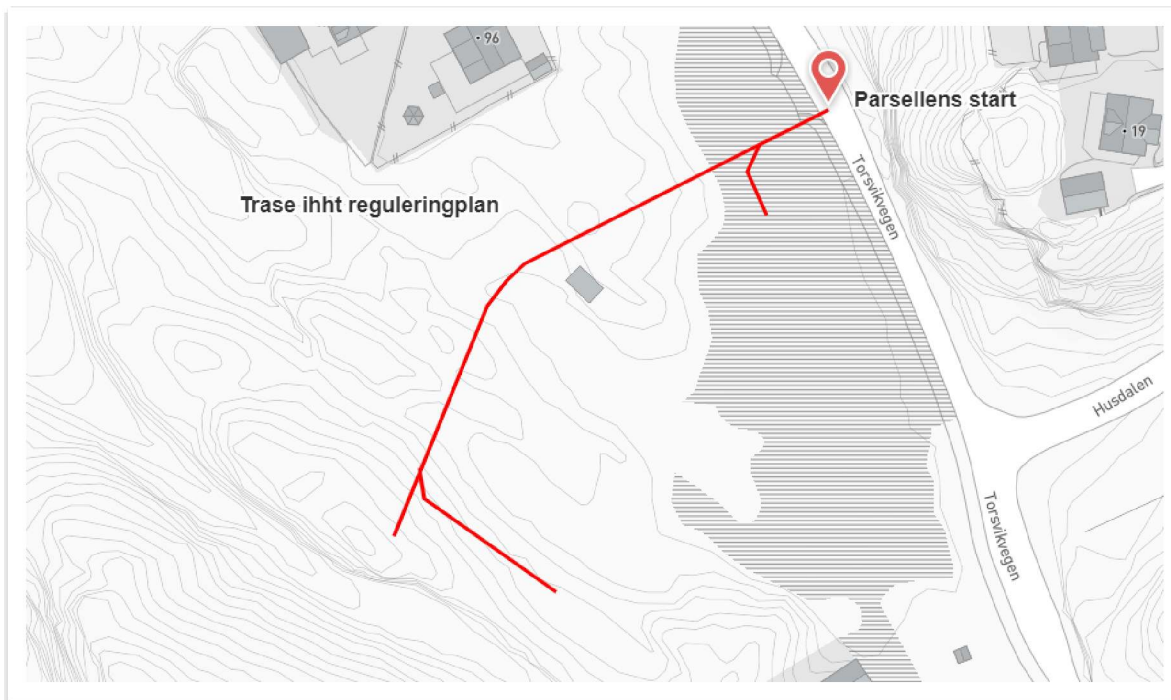 96
Parsellens start
19
Torsvikvegen
Trase ihht reguleringplan
Husdalen
Torsvikvegen